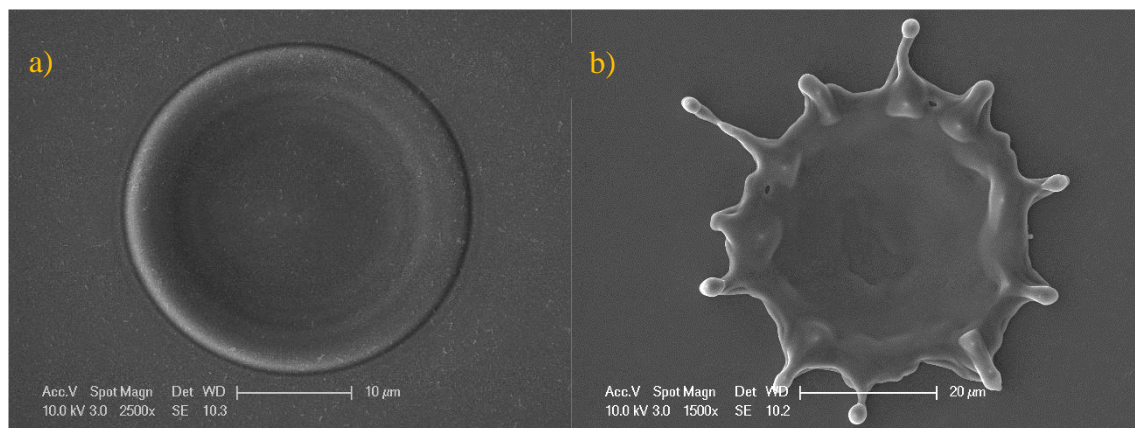 a)
b)
Acc.V Spot Magn Det WD 10 μm
10.0 kV 3.0 2500x SE 10.3
Acc.V Spot Magn Det WD 20 μm
10.0 kV 3.0 1500x SE 10.2